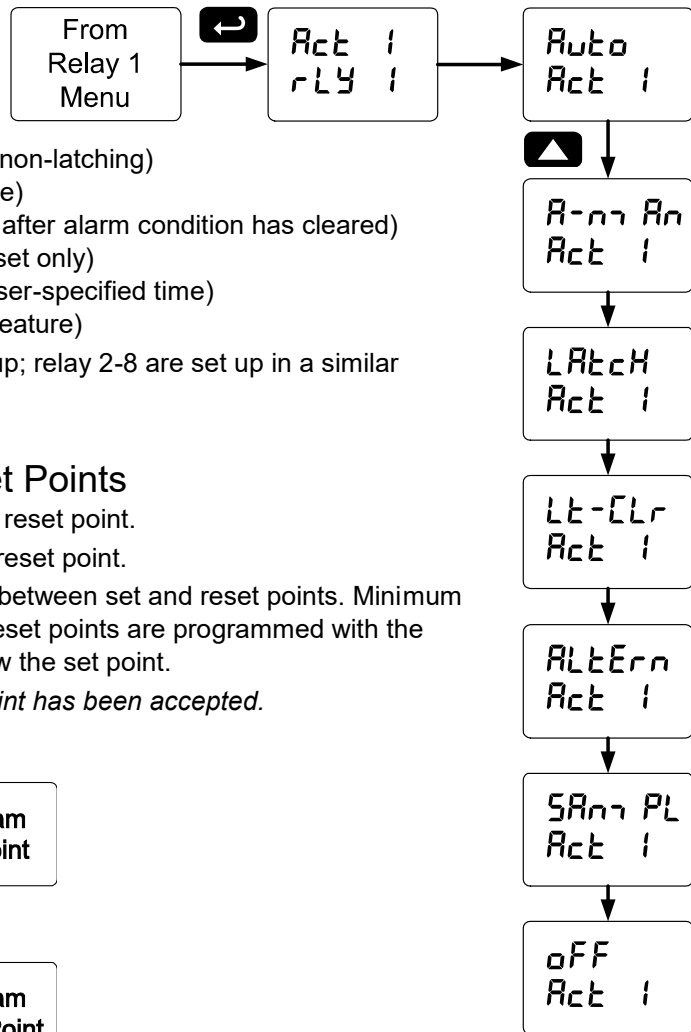 From
Relay 1
Menu
Act 1
rLY 1
Auto
Act 1
non-latching)
after alarm condition has cleared)
set only)
ser-specified time)
eature)
up; relay 2-8 are set up in a similar
A-m An
Act 1
LAtcH
Act 1
Lt-CLr
Act 1
ALtErn
Act 1
SAm PL
Act 1
oFF
Act 1
et Points
reset point.
reset point.
between set and reset points. Minimum
eset points are programmed with the
w the set point.
int has been accepted.
am
oint
am
Point